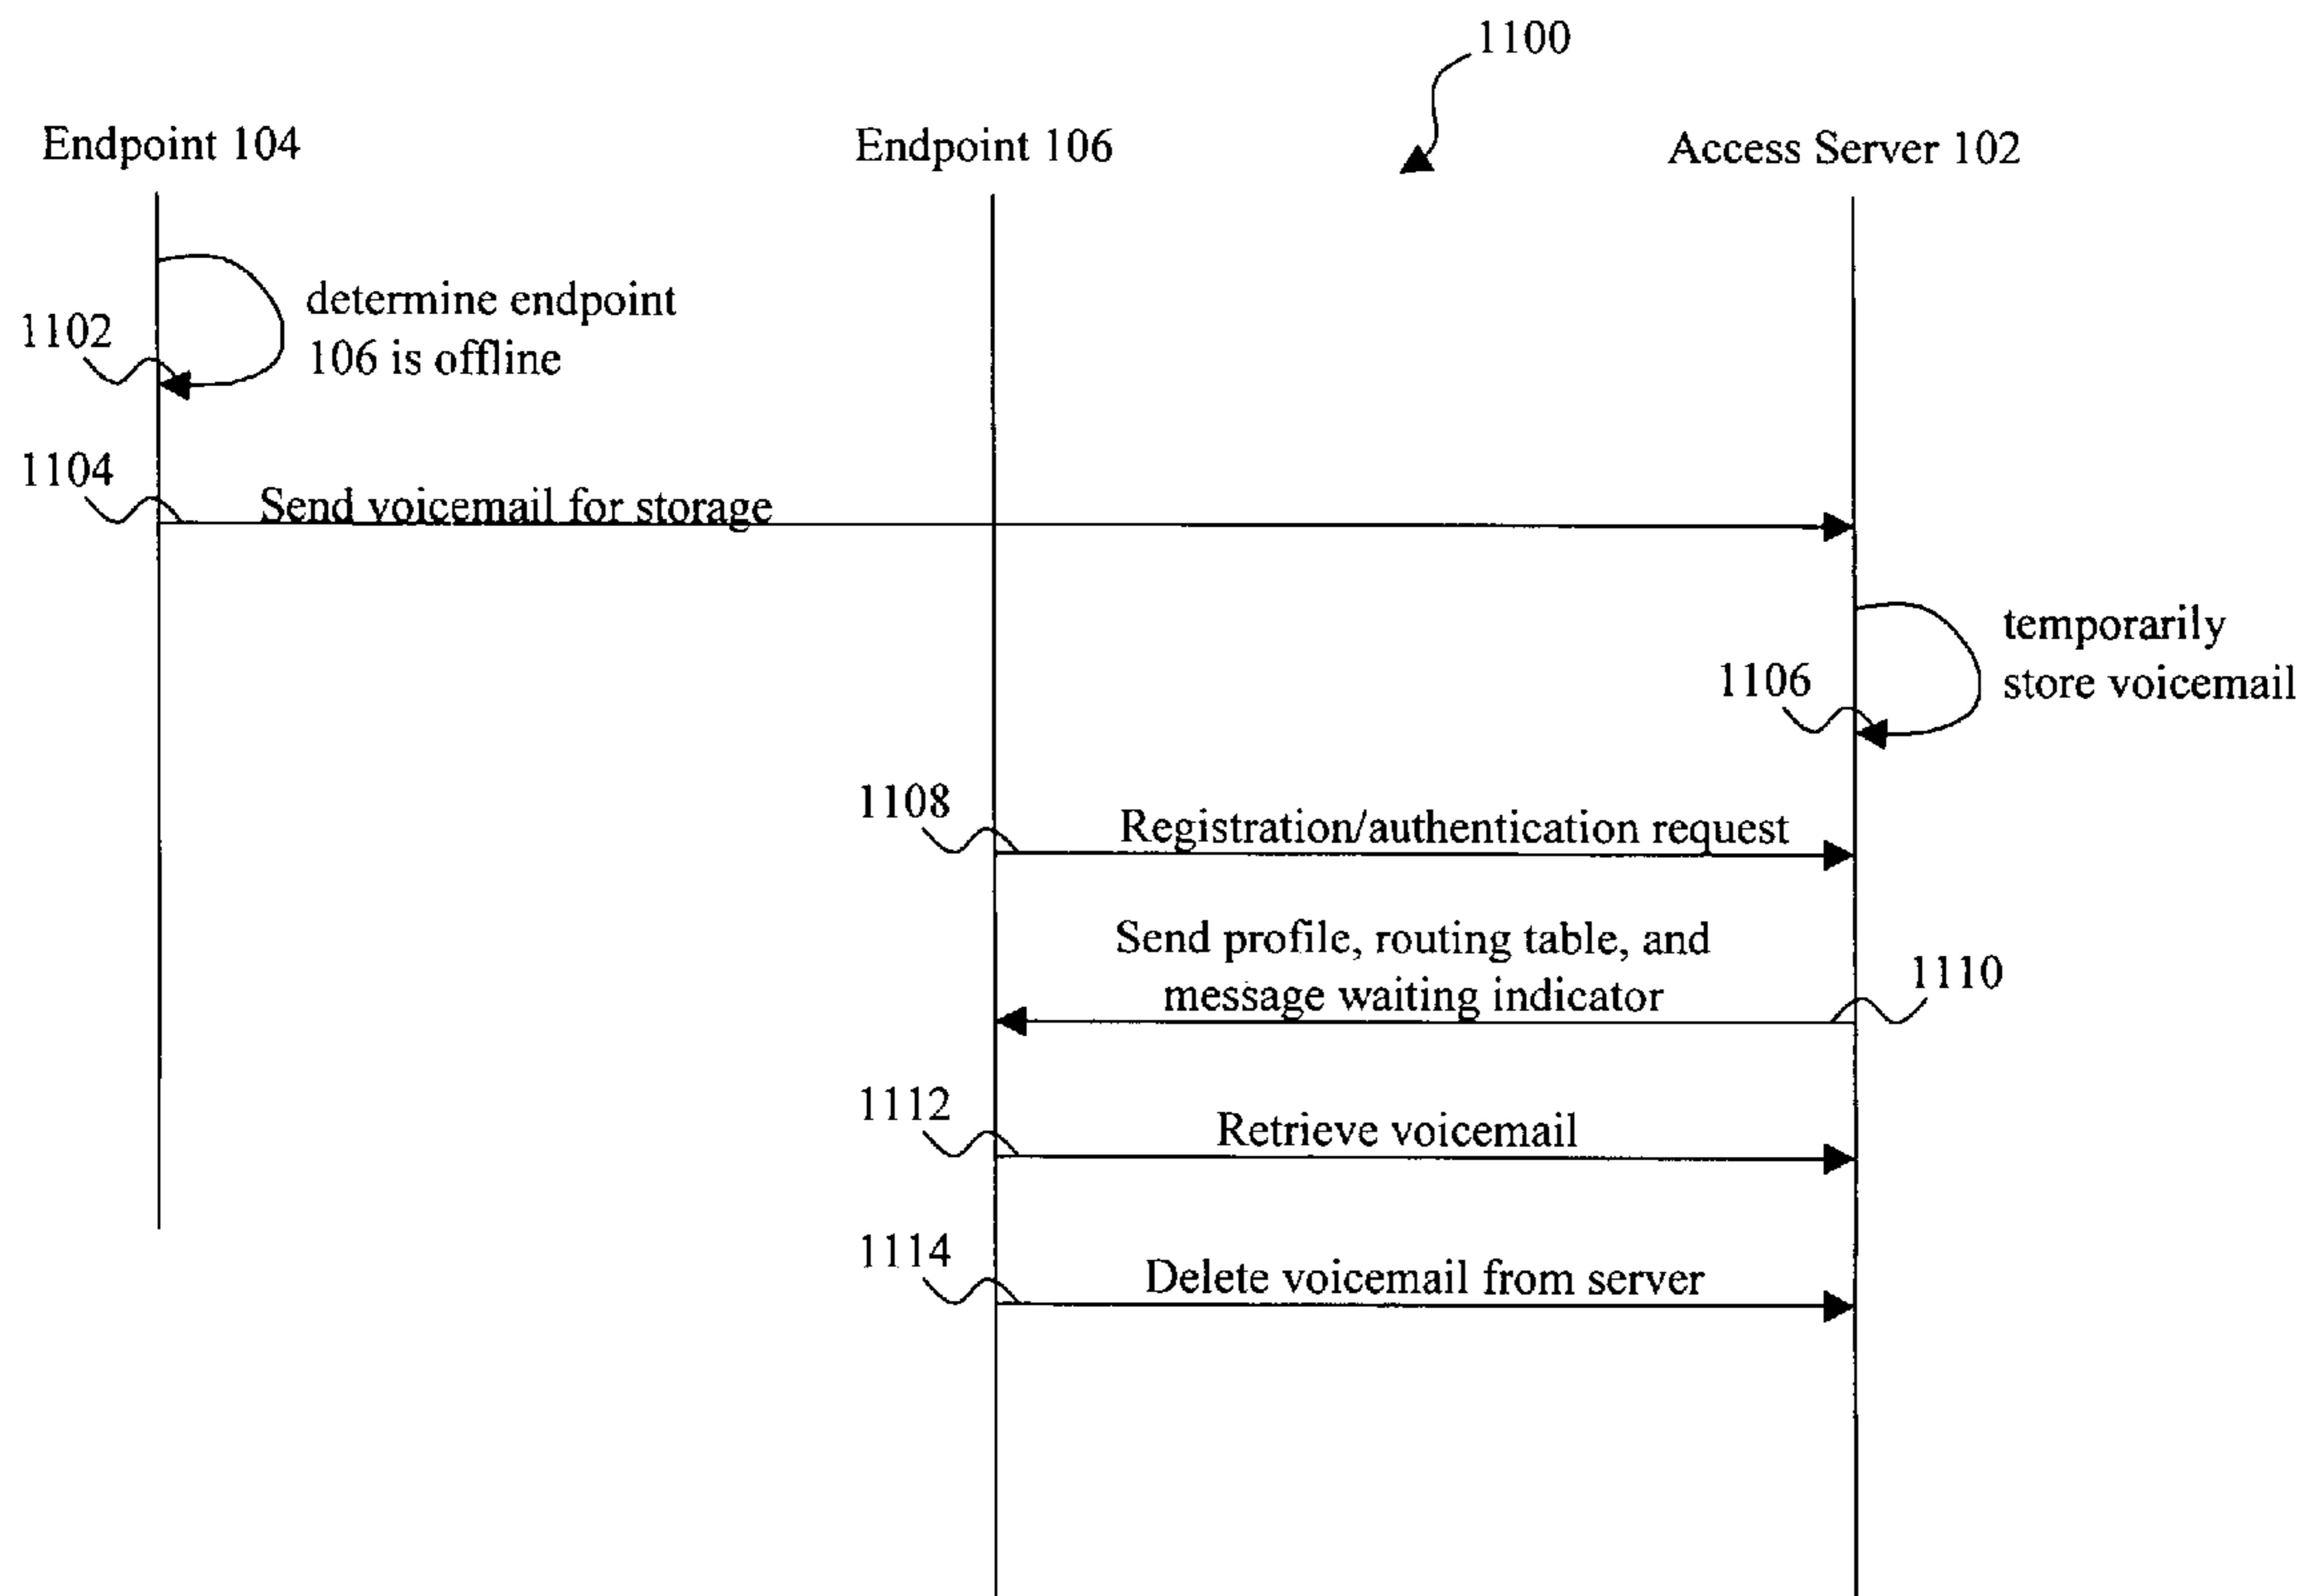 1100
Endpoint 104
Endpoint 106
Access Server 102
determine endpoint
106 is offline
1102
1104
Send voicemail for storage
temporarily
store voicemail
1106
1108
Registration/authentication request
Send profile, routing table, and
message waiting indicator
1110
1112
Retrieve voicemail
1114
Delete voicemail from server